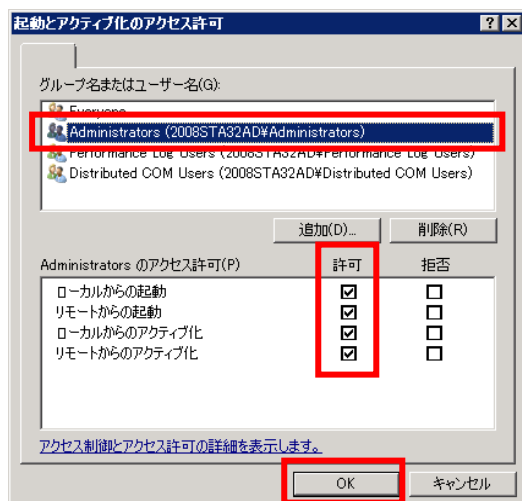 起動とアクティブ化のアクセス許可
グループ名またはユーザー名(G):
Everyone
Administrators (2008STA32AD¥Administrators)
Performance Log Users (2008STA32AD¥Performance Log Users)
Distributed COM Users (2008STA32AD¥Distributed COM Users)
追加(D)... 削除(R)
Administrators のアクセス許可(P) 許可 拒否
ローカルからの起動
リモートからの起動
ローカルからのアクティブ化
リモートからのアクティブ化
アクセス制御とアクセス許可の詳細を表示します。
OK キャンセル